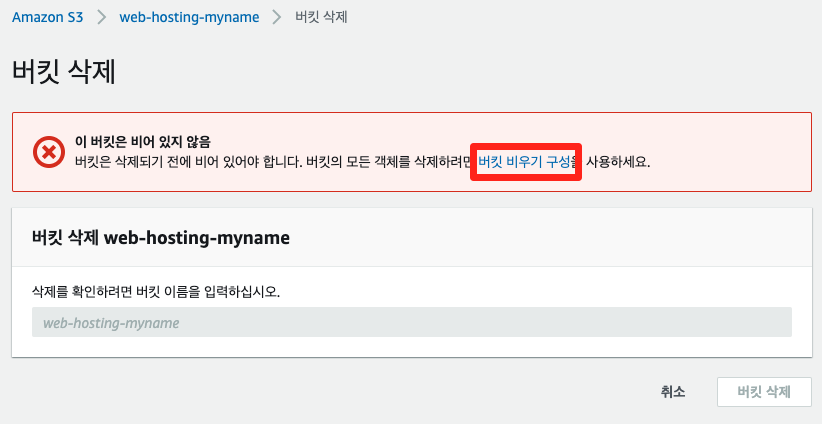 Amazon S3 > web-hosting-myname > 버킷 삭제
버킷 삭제
이 버킷은 비어 있지 않음
버킷은 삭제되기 전에 비어 있어야 합니다. 버킷의 모든 객체를 삭제하려면 버킷 비우기 구성을 사용하세요.
버킷 삭제 web-hosting-myname
삭제를 확인하려면 버킷 이름을 입력하십시오.
web-hosting-myname
취소 버킷 삭제